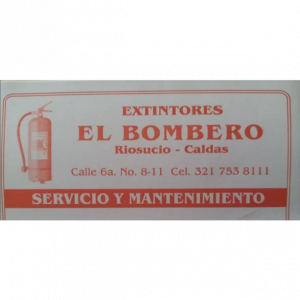 EXTINTORES
EL BOMBERO
Riosucio - Caldas
Calle 6a. No. 8-11 Cel. 321 753 8111
SERVICIO Y MANTENIMIENTO